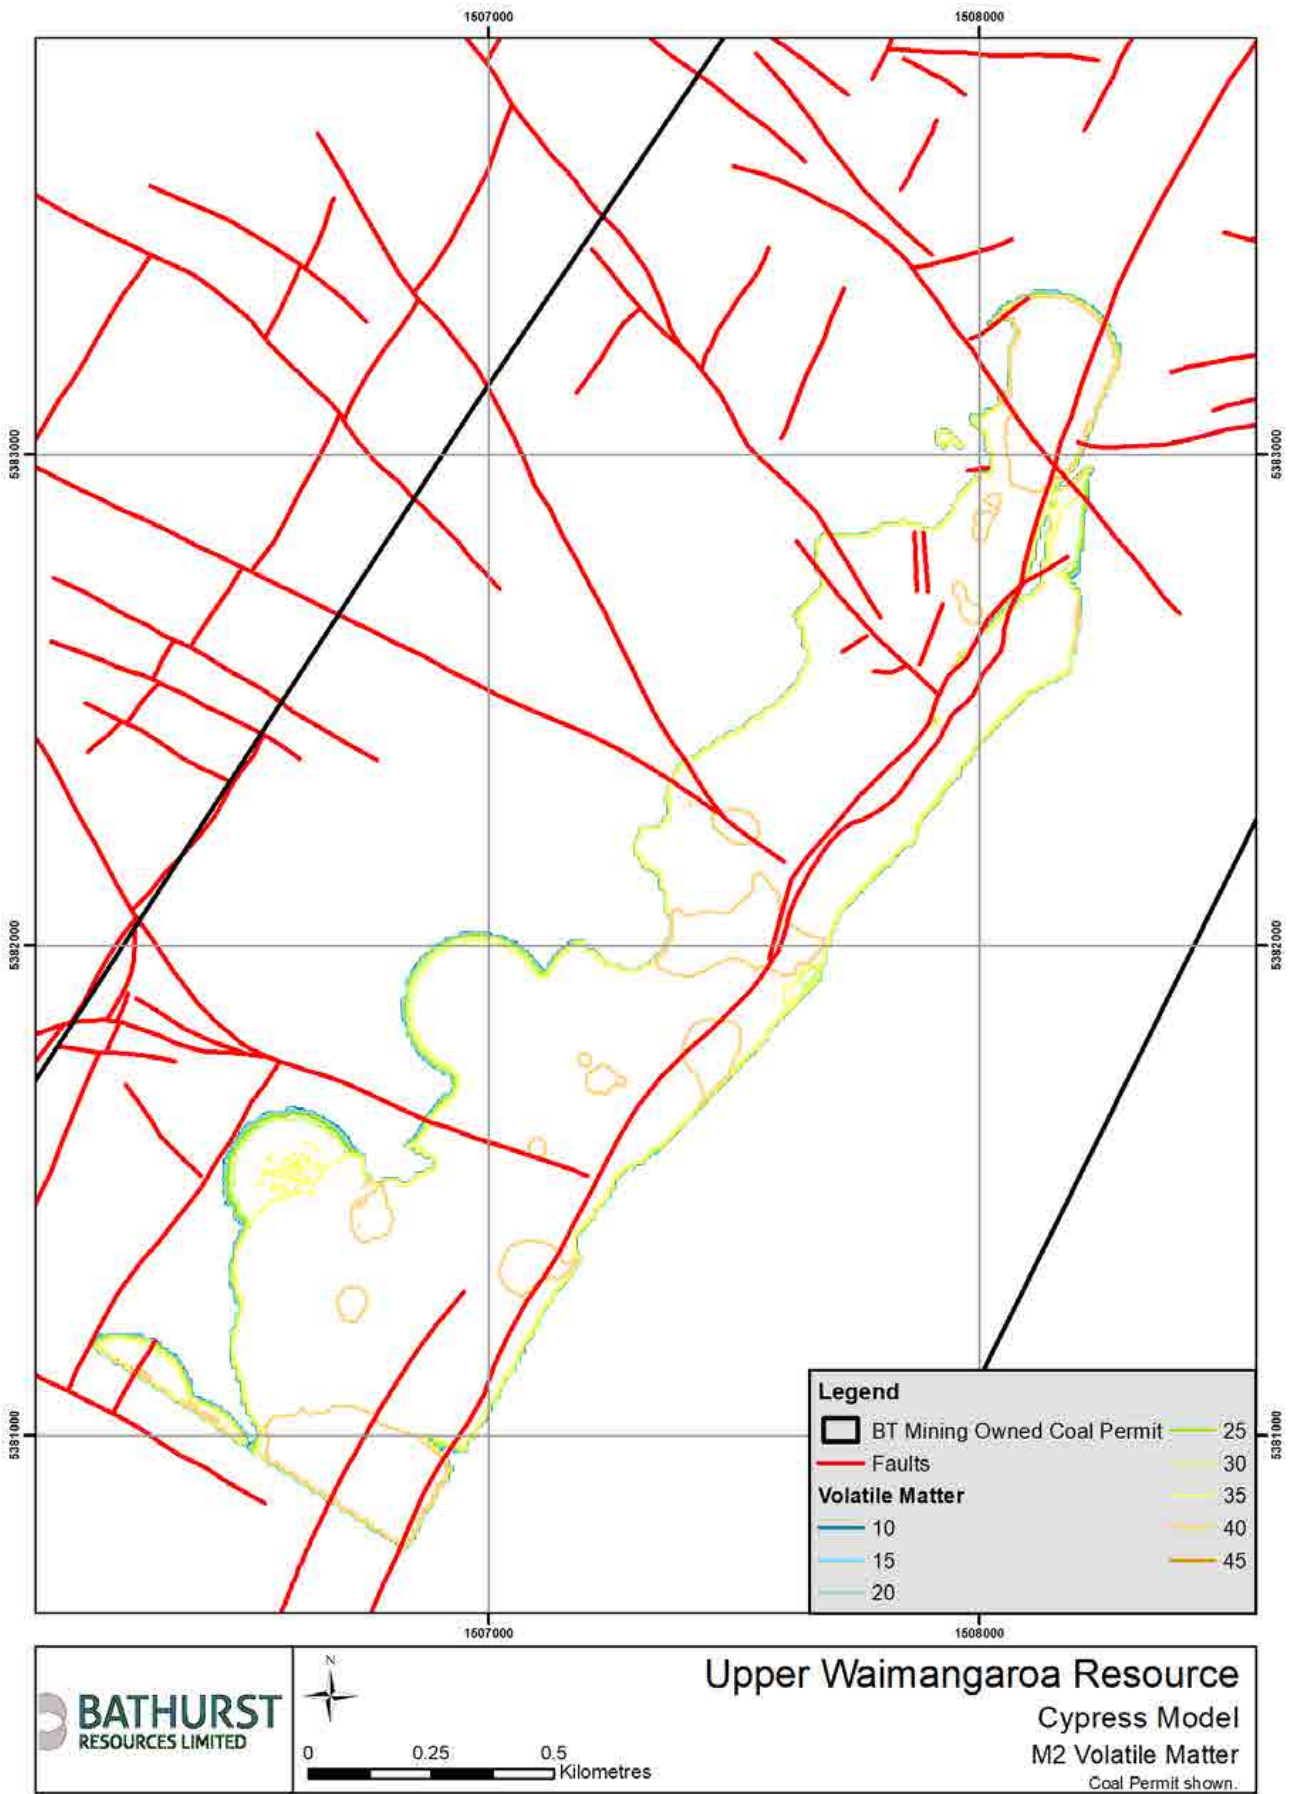 1507000
1508000
5383000
5383000
5382000
5382000
5381000
5381000
Legend
BT Mining Owned Coal Permit
Faults
Volatile Matter
10
15
20
25
30
35
40
45
1507000
1508000
BATHURST
RESOURCES LIMITED
N
0 0.25 0.5
Kilometres
Upper Waimangaroa Resource
Cypress Model
M2 Volatile Matter
Coal Permit shown.